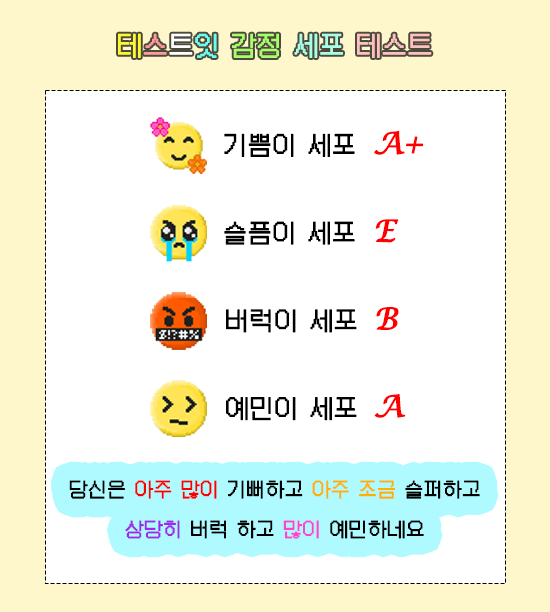 테스트잇 감정 세포 테스트
기쁨이 세포 A+
슬픔이 세포 E
버럭이 세포 B
$!?#%
예민이 세포 A
당신은 아주 많이 기뻐하고 아주 조금 슬퍼하고
상당히 버럭 하고 많이 예민하네요